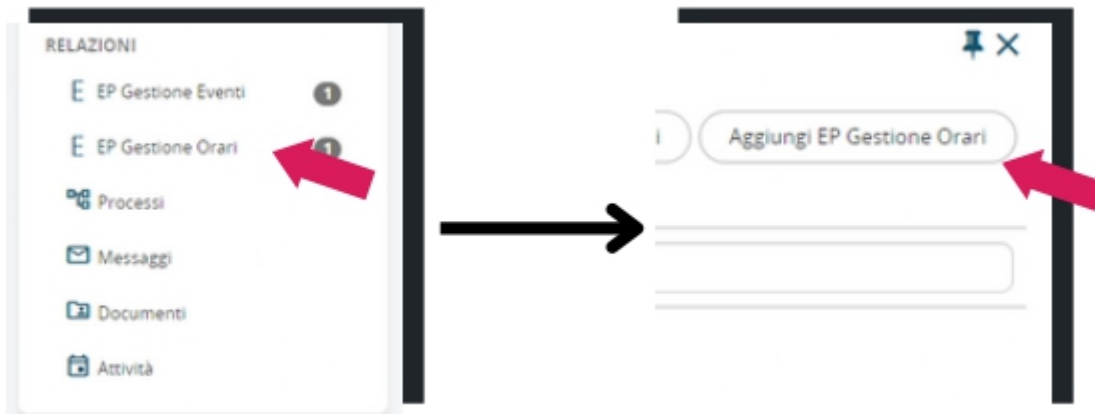 RELAZIONI
EP Gestione Eventi 1
EP Gestione Orari 1
Processi
Messaggi
Documenti
Attività
i
Aggiungi EP Gestione Orari